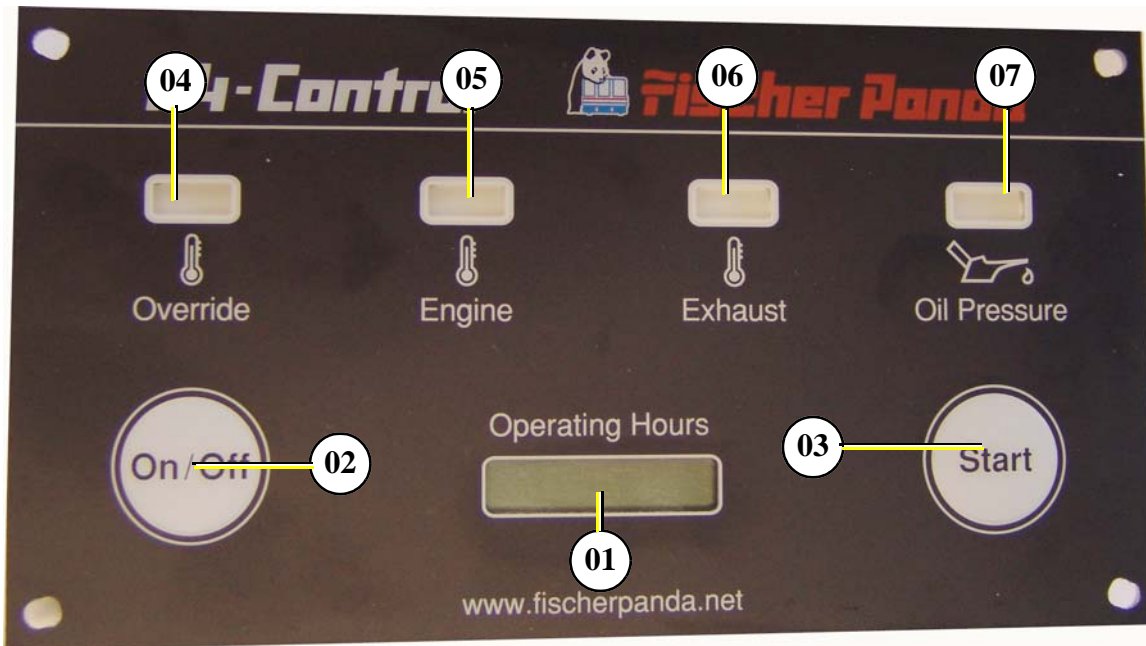 04
05
06
07
Fischer Panda
Override
Engine
Exhaust
Oil Pressure
On/Off
02
Operating Hours
03
Start
01
www.fischerpanda.net